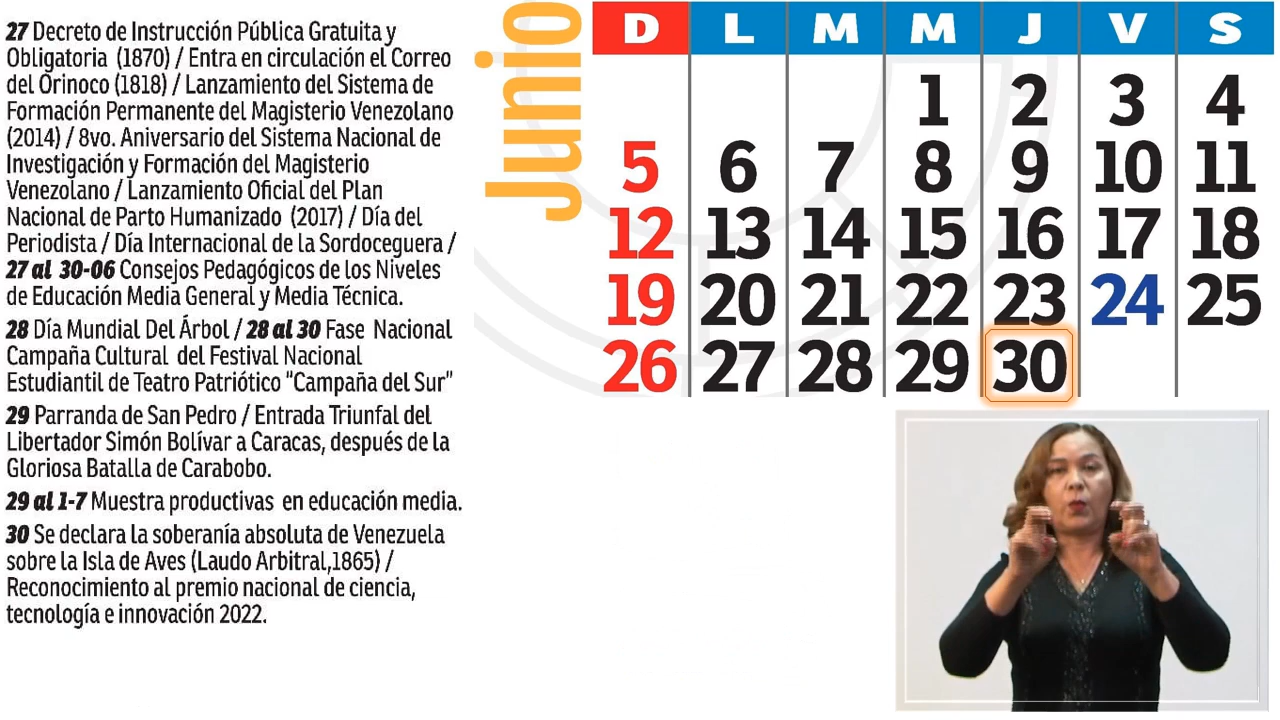 27 Decreto de Instrucción Pública Gratuita y
Obligatoria (1870) / Entra en circulación el Correo
del Orinoco (1818) / Lanzamiento del Sistema de
Formación Permanente del Magisterio Venezolano
(2014) / 8vo. Aniversario del Sistema Nacional de
Investigación y Formación del Magisterio
Venezolano / Lanzamiento Oficial del Plan
Nacional de Parto Humanizado (2017) / Día del
Periodista / Día Internacional de la Sordoceguera /
27 al 30-06 Consejos Pedagógicos de los Niveles
de Educación Media General y Media Técnica.
28 Día Mundial Del Árbol / 28 al 30 Fase Nacional
Campaña Cultural del Festival Nacional
Estudiantil de Teatro Patriótico “Campaña del Sur”
29 Parranda de San Pedro / Entrada Triunfal del
Libertador Simón Bolívar a Caracas, después de la
Gloriosa Batalla de Carabobo.
29 al 1-7 Muestra productivas en educación media.
30 Se declara la soberanía absoluta de Venezuela
sobre la Isla de Aves (Laudo Arbitral,1865) /
Reconocimiento al premio nacional de ciencia,
tecnología e innovación 2022.
Junio
D L M M J V S
1 2 3 4
5 6 7 8 9 10 11
12 13 14 15 16 17 18
19 20 21 22 23 24 25
26 27 28 29 30